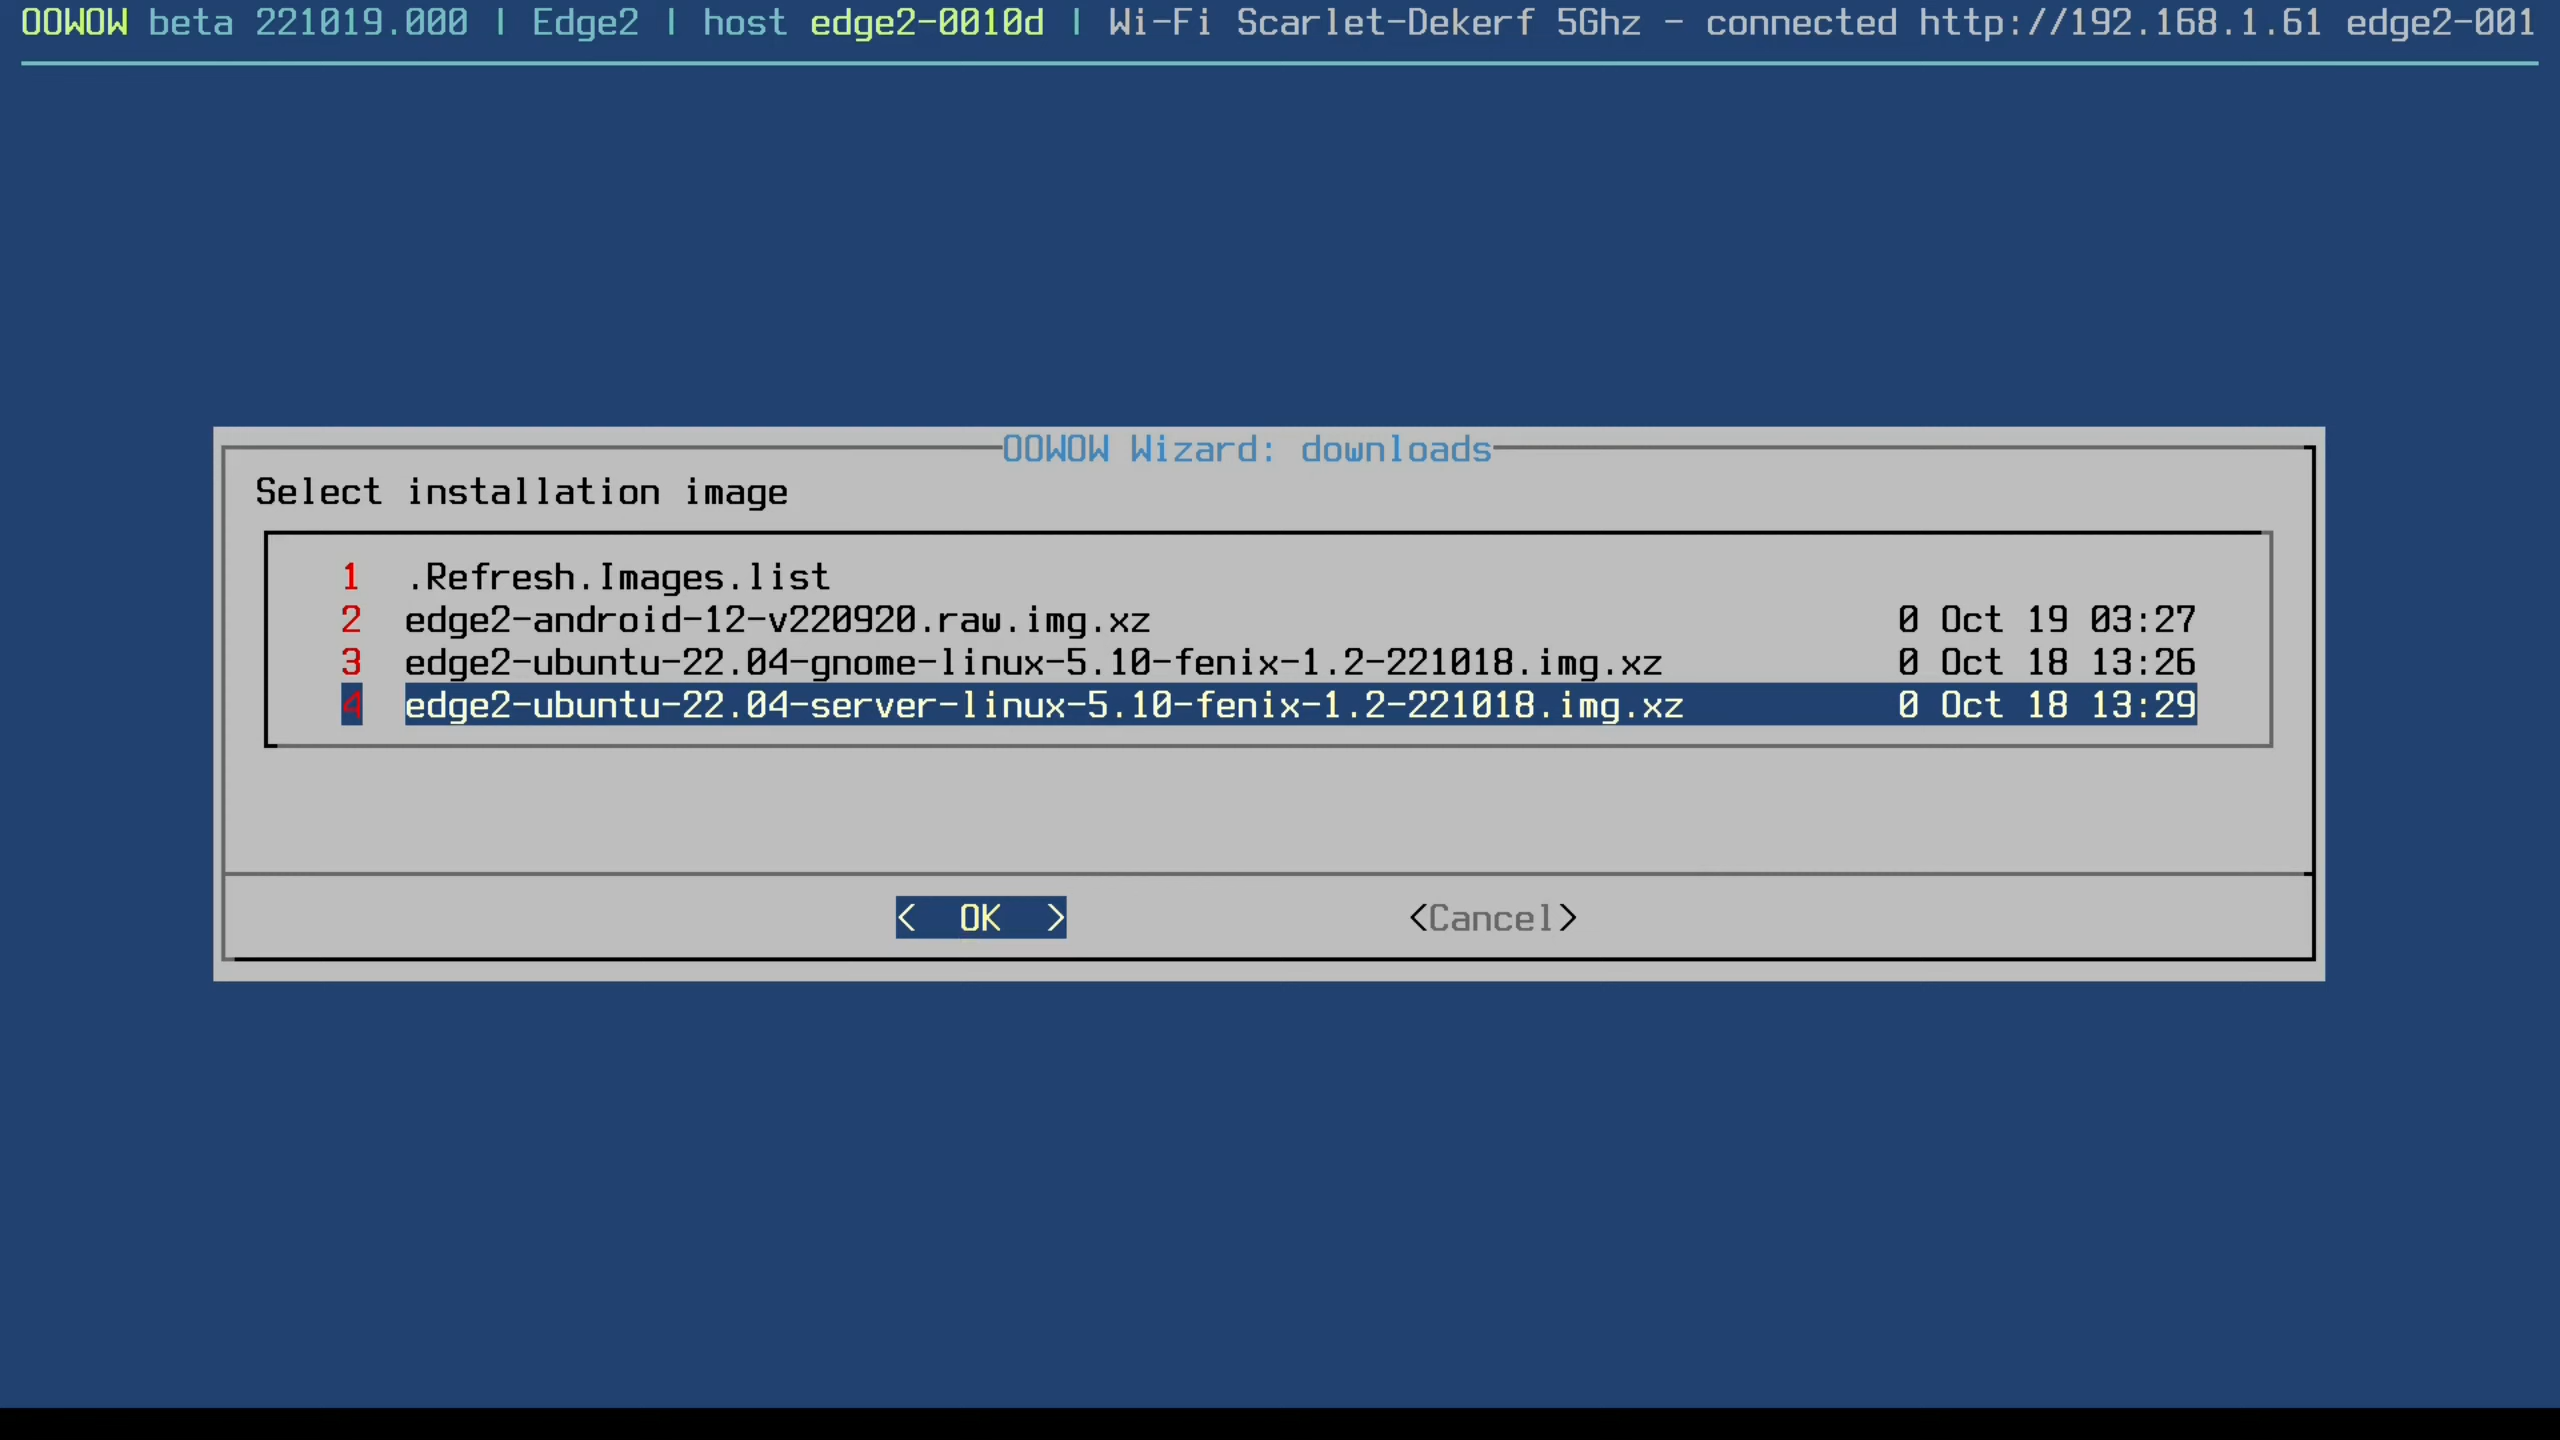 OOWOW beta 221019.000 | Edge2 | host edge2-0010d | Wi-Fi Scarlet-Dekerf 5Ghz - connected http://192.168.1.61 edge2-001
OOWOW Wizard: downloads
Select installation image
1 .Refresh.Images.list
2 edge2-android-12-v220920.raw.img.xz 0 Oct 19 03:27
3 edge2-ubuntu-22.04-gnome-linux-5.10-fenix-1.2-221018.img.xz 0 Oct 18 13:26
4 edge2-ubuntu-22.04-server-linux-5.10-fenix-1.2-221018.img.xz 0 Oct 18 13:29
< OK > <Cancel>